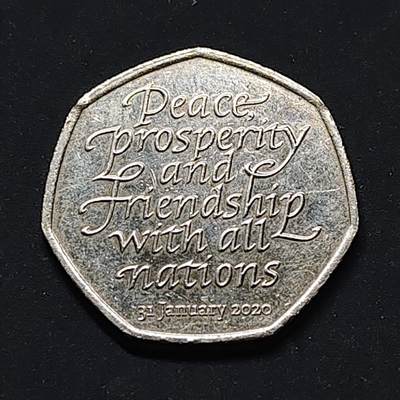 Peace,
prosperity
and
friendship
with all
nations
31 January 2020